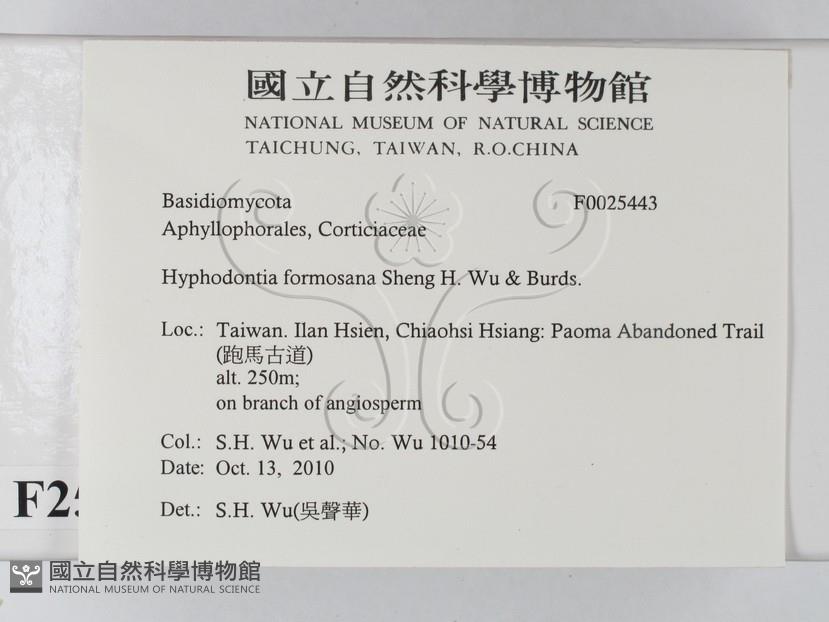 國立自然科學博物館
NATIONAL MUSEUM OF NATURAL SCIENCE
TAICHUNG, TAIWAN, R.O.CHINA
Basidiomycota F0025443
Aphyllophorales, Corticiaceae
Hyphodontia formosana Sheng H. Wu & Burds.
Loc.: Taiwan. Ilan Hsien, Chiaohsi Hsiang: Paoma Abandoned Trail
(跑馬古道)
alt. 250m;
on branch of angiosperm
Col.: S.H. Wu et al.; No. Wu 1010-54
Date: Oct. 13, 2010
Det.: S.H. Wu(吳聲華)
國立自然科學博物館
NATIONAL MUSEUM OF NATURAL SCIENCE